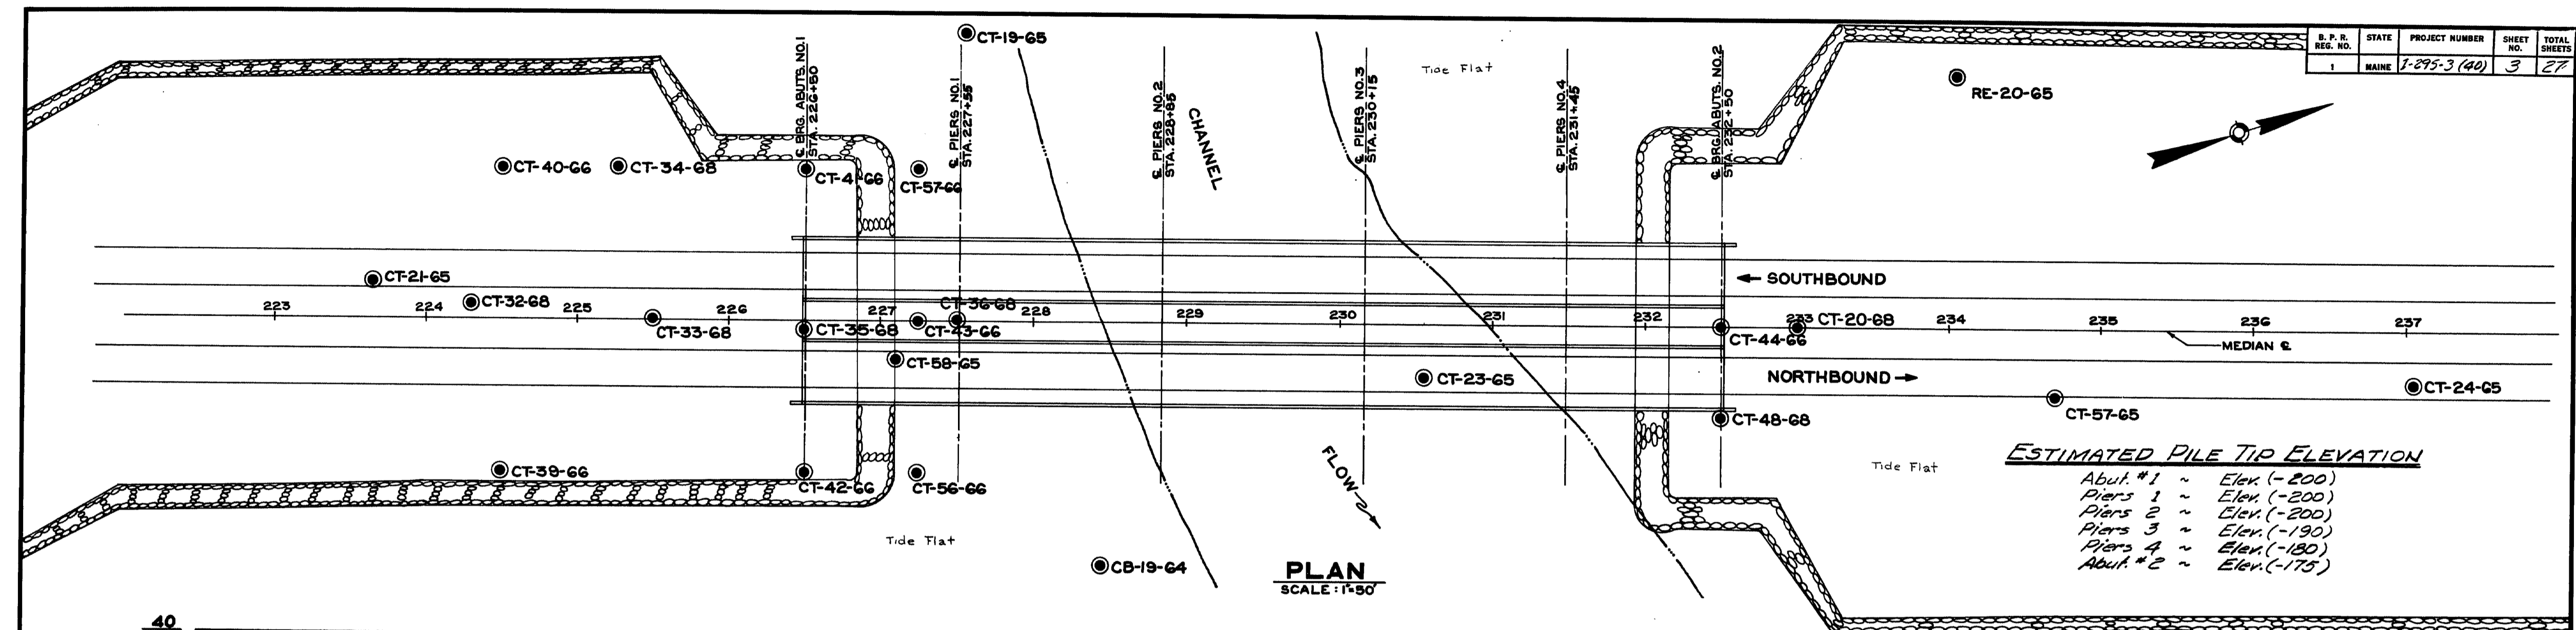 B. P. R. REG. NO.
STATE
PROJECT NUMBER
SHEET NO.
TOTAL SHEETS
1
MAINE
I-295-3 (40)
3
27
CT-19-65
Tide Flat
RE-20-65
℄ BRG. ABUTS. NO.1
STA. 226+50
℄ PIERS NO.1
STA. 227+55
℄ PIERS NO.2
STA. 228+85
CHANNEL
℄ PIERS NO.3
STA. 230+15
℄ PIERS NO.4
STA. 231+45
℄ BRG. ABUTS. NO.2
STA. 232+50
CT-40-66
CT-34-68
CT-41-66
CT-57-66
CT-21-65
CT-32-68
CT-33-68
CT-35-68
CT-36-68
CT-43-66
CT-58-65
← SOUTHBOUND
223
224
225
226
227
228
229
230
231
232
233
234
235
236
237
CT-20-68
CT-44-66
MEDIAN ℄
NORTHBOUND →
CT-23-65
CT-24-65
CT-57-65
CT-48-68
CT-39-66
CT-42-66
CT-56-66
FLOW
Tide Flat
Tide Flat
CB-19-64
ESTIMATED PILE TIP ELEVATION
Abut. #1 ~ Elev. (-200)
Piers 1 ~ Elev. (-200)
Piers 2 ~ Elev. (-200)
Piers 3 ~ Elev. (-190)
Piers 4 ~ Elev. (-180)
Abut. #2 ~ Elev. (-175)
PLAN
SCALE : 1"=50'
40